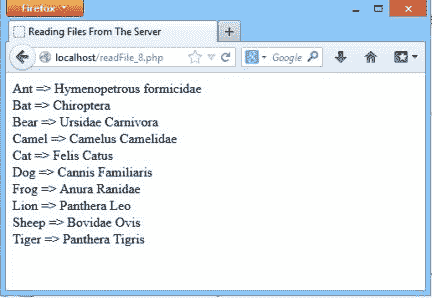 Firefox
Reading Files From The Server
localhost/readFile_8.php
Google
Ant => Hymenopetrous formicidae
Bat => Chiroptera
Bear => Ursidae Carnivora
Camel => Camelus Camelidae
Cat => Felis Catus
Dog => Cannis Familiaris
Frog => Anura Ranidae
Lion => Panthera Leo
Sheep => Bovidae Ovis
Tiger => Panthera Tigris